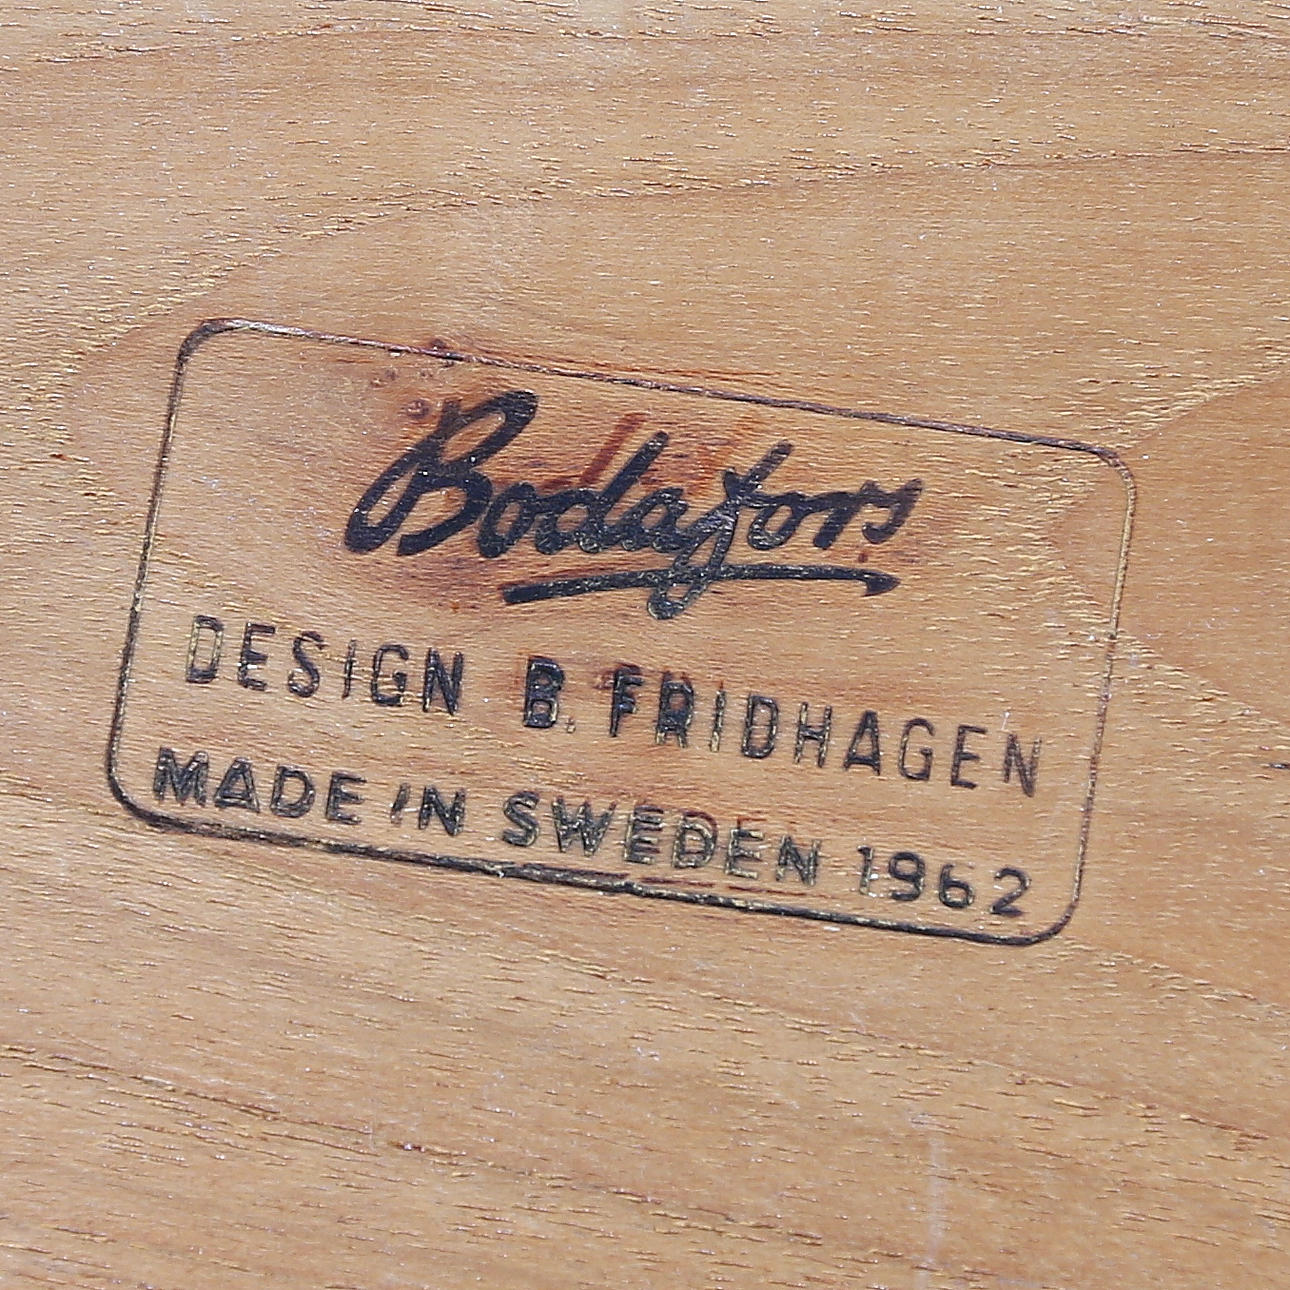 Bodafors
DESIGN B. FRIDHAGEN
MADE IN SWEDEN 1962